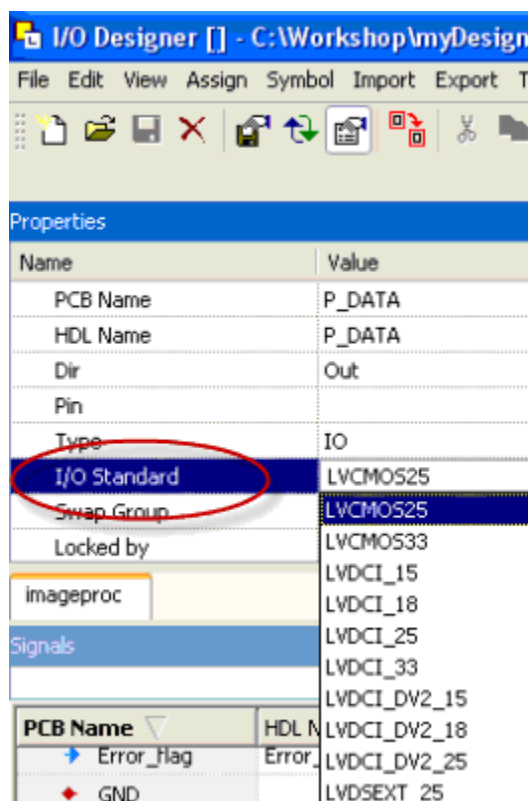 I/O Designer [] - C:\Workshop\myDesign
File Edit View Assign Symbol Import Export T
Properties
Name Value
PCB Name P_DATA
HDL Name P_DATA
Dir Out
Pin
Type IO
I/O Standard LVCMOS25
Swap Group LVCMOS25
Locked by LVCMOS33
LVDCI_15
imageproc LVDCI_18
LVDCI_25
Signals LVDCI_33
LVDCI_DV2_15
PCB Name HDL N LVDCI_DV2_18
Error_flag Error_ LVDCI_DV2_25
GND LVDSEXT_25